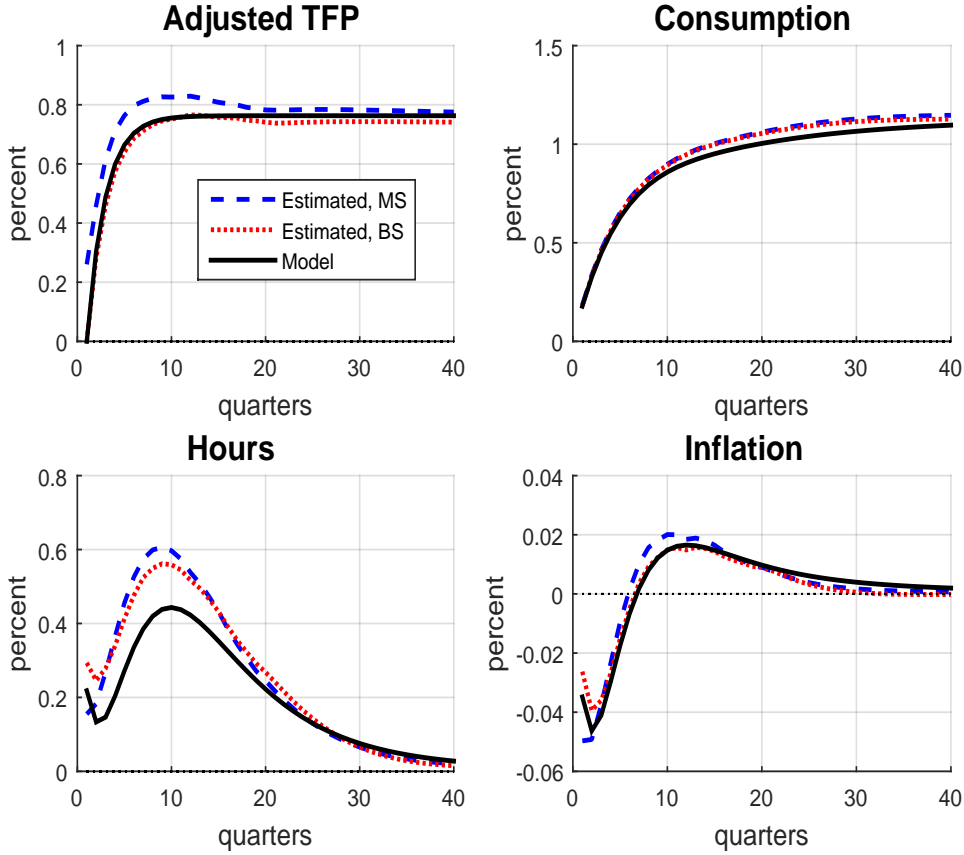 Adjusted TFP
1
0.8
0.6
0.4
0.2
0
percent
0 10 20 30 40
quarters
Estimated, MS
Estimated, BS
Model
Consumption
1.5
1
0.5
0
percent
0 10 20 30 40
quarters
Hours
0.8
0.6
0.4
0.2
0
percent
0 10 20 30 40
quarters
Inflation
0.04
0.02
0
-0.02
-0.04
-0.06
percent
0 10 20 30 40
quarters